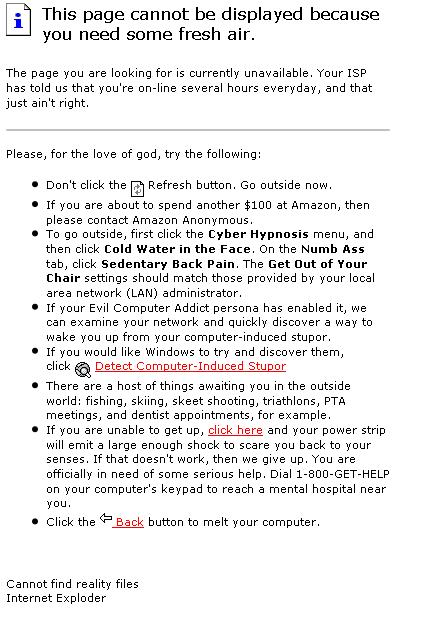 This page cannot be displayed because
you need some fresh air.
The page you are looking for is currently unavailable. Your ISP
has told us that you're on-line several hours everyday, and that
just ain't right.
Please, for the love of god, try the following:
Don't click the Refresh button. Go outside now.
If you are about to spend another $100 at Amazon, then
please contact Amazon Anonymous.
To go outside, first click the Cyber Hypnosis menu, and
then click Cold Water in the Face. On the Numb Ass
tab, click Sedentary Back Pain. The Get Out of Your
Chair settings should match those provided by your local
area network (LAN) administrator.
If your Evil Computer Addict persona has enabled it, we
can examine your network and quickly discover a way to
wake you up from your computer-induced stupor.
If you would like Windows to try and discover them,
click Detect Computer-Induced Stupor
There are a host of things awaiting you in the outside
world: fishing, skiing, skeet shooting, triathlons, PTA
meetings, and dentist appointments, for example.
If you are unable to get up, click here and your power strip
will emit a large enough shock to scare you back to your
senses. If that doesn't work, then we give up. You are
officially in need of some serious help. Dial 1-800-GET-HELP
on your computer's keypad to reach a mental hospital near
you.
Click the Back button to melt your computer.
Cannot find reality files
Internet Exploder